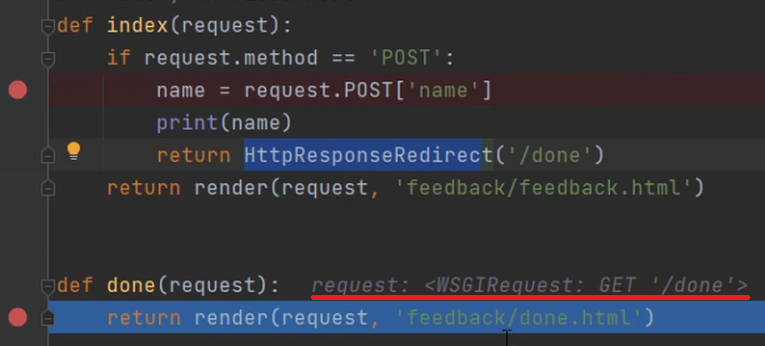 def index(request):
if request.method == 'POST':
name = request.POST['name']
print(name)
return HttpResponseRedirect('/done')
return render(request, 'feedback/feedback.html')
def done(request): request: <WSGIRequest: GET '/done'>
return render(request, 'feedback/done.html')